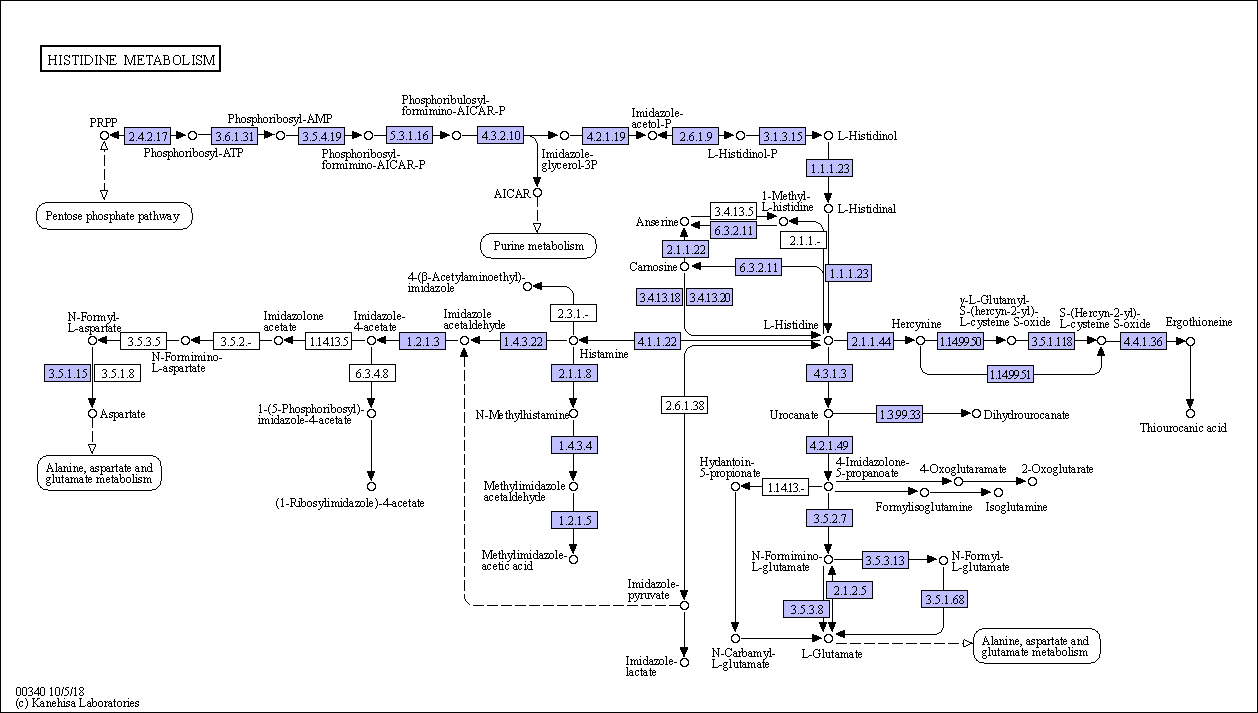 HISTIDINE METABOLISM
PRPP
2.4.2.17
Phosphoribosyl-ATP
3.6.1.31
Phosphoribosyl-AMP
3.5.4.19
Phosphoribosyl-
formimino-AICAR-P
5.3.1.16
Phosphoribulosyl-
formimino-AICAR-P
4.3.2.10
Imidazole-
glycerol-3P
4.2.1.19
Imidazole-
acetol-P
2.6.1.9
L-Histidinol-P
3.1.3.15
L-Histidinol
1.1.1.23
L-Histidinal
Pentose phosphate pathway
AICAR
Purine metabolism
1-Methyl-
L-histidine
3.4.13.5
Anserine
6.3.2.11
2.1.1.-
2.1.1.22
Carnosine
6.3.2.11
1.1.1.23
3.4.13.18
3.4.13.20
4-(β-Acetylaminoethyl)-
imidazole
2.3.1.-
N-Formyl-
L-aspartate
3.5.3.5
N-Formimino-
L-aspartate
3.5.2.-
Imidazolone
acetate
1.14.13.5
Imidazole-
4-acetate
1.2.1.3
Imidazole
acetaldehyde
1.4.3.22
Histamine
4.1.1.22
L-Histidine
2.1.1.44
Hercynine
1.14.99.50
γ-L-Glutamyl-
S-(hercyn-2-yl)-
L-cysteine S-oxide
3.5.1.118
S-(Hercyn-2-yl)-
L-cysteine S-oxide
4.4.1.36
Ergothioneine
1.14.99.51
3.5.1.15
3.5.1.8
6.3.4.8
2.1.1.8
4.3.1.3
2.6.1.38
Aspartate
1-(5-Phosphoribosyl)-
imidazole-4-acetate
N-Methylhistamine
Urocanate
1.3.99.33
Dihydrourocanate
Thiourocanic acid
1.4.3.4
4.2.1.49
Alanine, aspartate and
glutamate metabolism
Hydantoin-
5-propionate
4-Imidazolone-
5-propanoate
4-Oxoglutaramate
2-Oxoglutarate
1.14.13.-
Methylimidazole
acetaldehyde
(1-Ribosylimidazole)-4-acetate
Formylisoglutamine
Isoglutamine
1.2.1.5
3.5.2.7
Methylimidazole-
acetic acid
N-Formimino-
L-glutamate
3.5.3.13
N-Formyl-
L-glutamate
Imidazole-
pyruvate
2.1.2.5
3.5.3.8
3.5.1.68
Imidazole-
lactate
N-Carbamyl-
L-glutamate
L-Glutamate
Alanine, aspartate and
glutamate metabolism
00340 10/5/18
(c) Kanehisa Laboratories